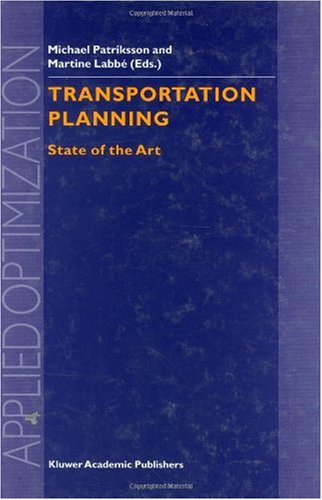 Michael Patriksson and
Martine Labbé (Eds.)
TRANSPORTATION
PLANNING
State of the Art
APPLIED OPTIMIZATION
Kluwer Academic Publishers